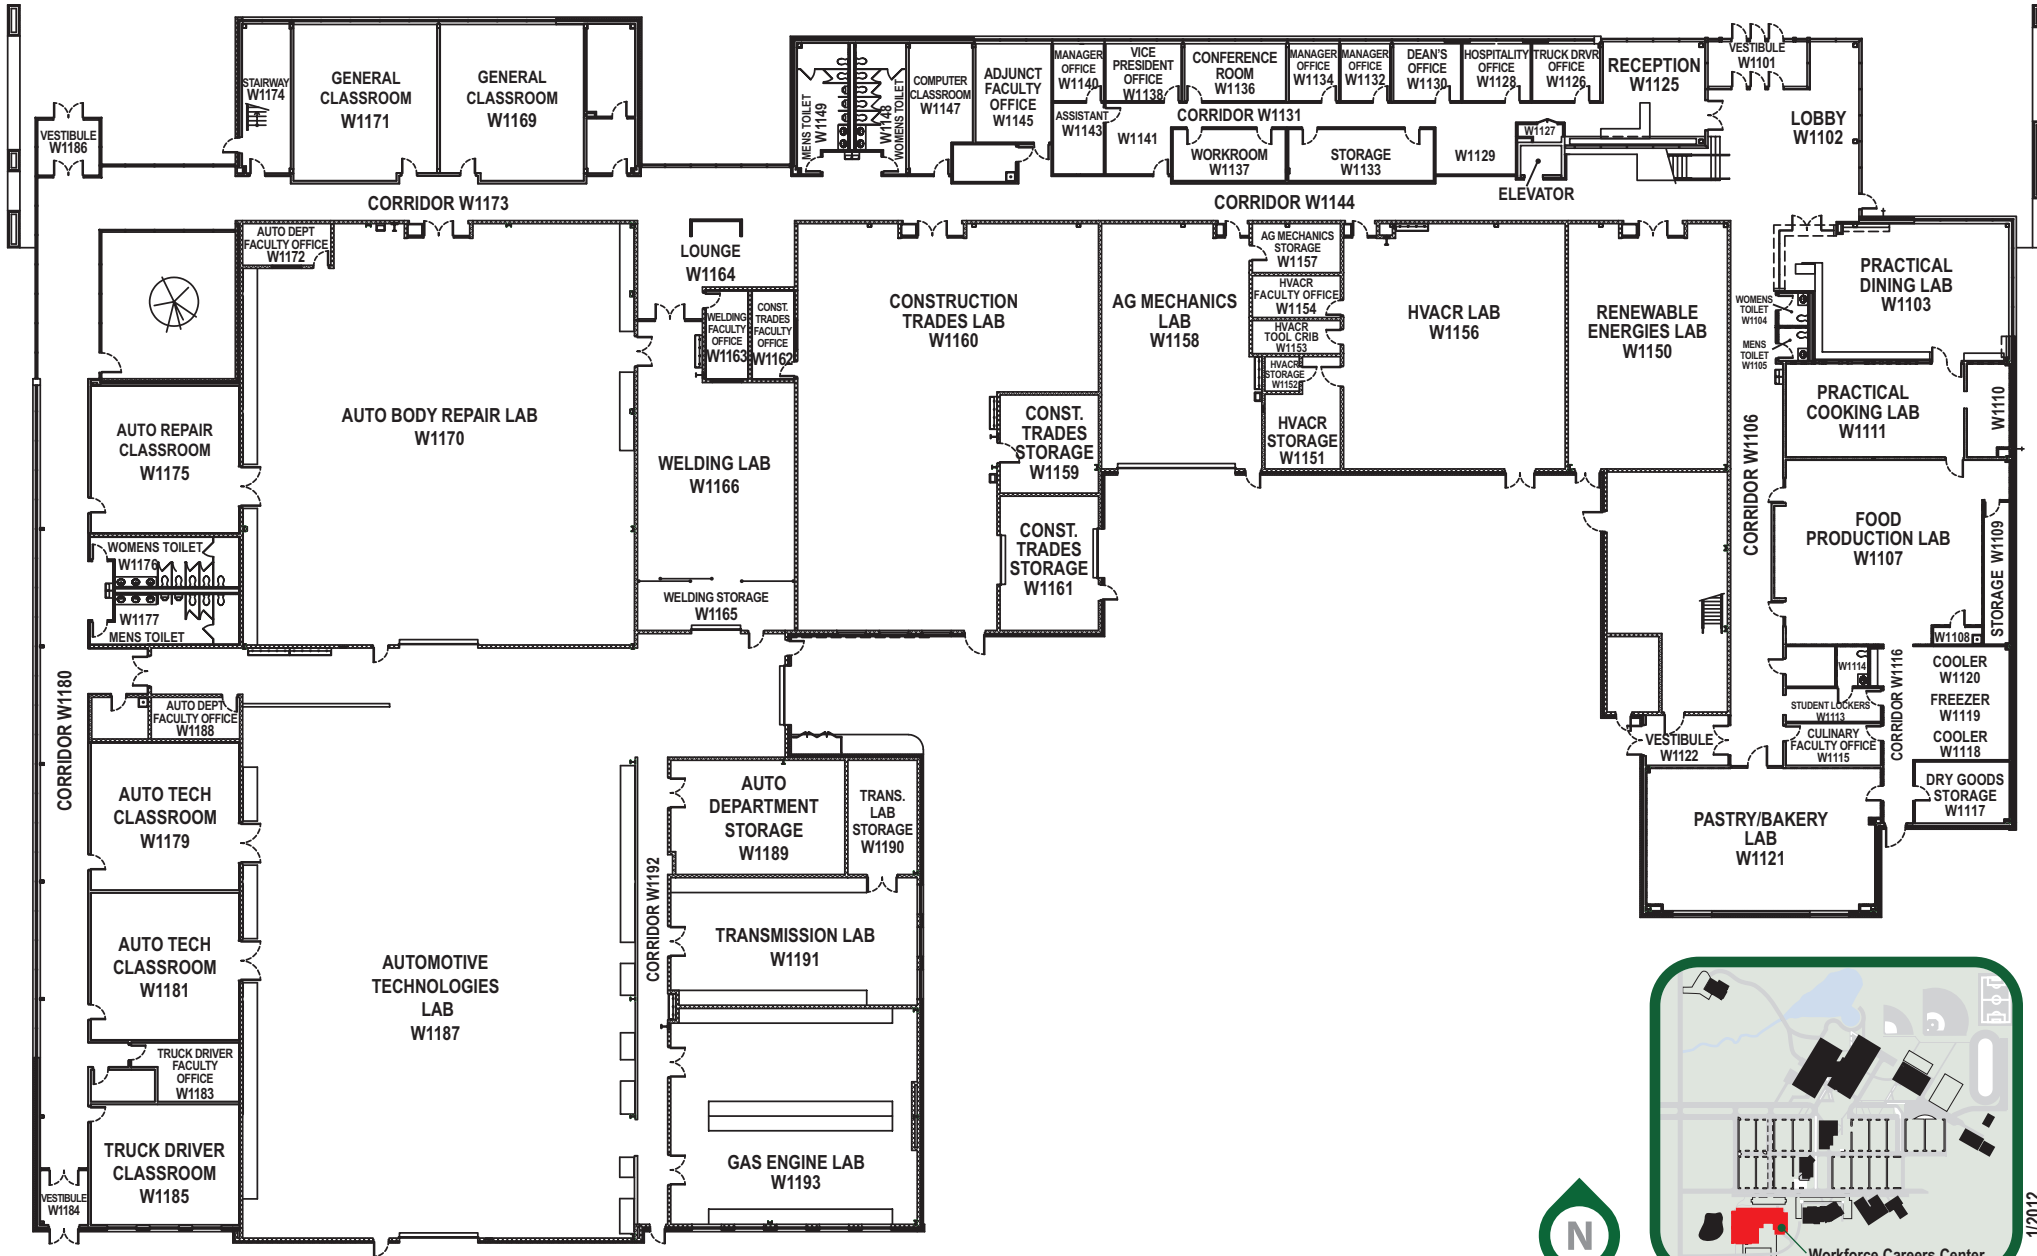 STAIRWAY
W1174
GENERAL
CLASSROOM
W1171
GENERAL
CLASSROOM
W1169
MENS TOILET
W1149
W1148
WOMENS TOILET
COMPUTER
CLASSROOM
W1147
ADJUNCT
FACULTY
OFFICE
W1145
MANAGER
OFFICE
W1140
VICE
PRESIDENT
OFFICE
W1138
CONFERENCE
ROOM
W1136
MANAGER
OFFICE
W1134
MANAGER
OFFICE
W1132
DEAN'S
OFFICE
W1130
HOSPITALITY
OFFICE
W1128
TRUCK DRVR
OFFICE
W1126
RECEPTION
W1125
VESTIBULE
W1101
LOBBY
W1102
VESTIBULE
W1186
ASSISTANT
W1143
W1141
CORRIDOR W1131
WORKROOM
W1137
STORAGE
W1133
W1129
W1127
ELEVATOR
CORRIDOR W1173
CORRIDOR W1144
AUTO DEPT
FACULTY OFFICE
W1172
LOUNGE
W1164
AUTO BODY REPAIR LAB
W1170
WELDING
FACULTY
OFFICE
W1163
CONST.
TRADES
FACULTY
OFFICE
W1162
CONSTRUCTION
TRADES LAB
W1160
AG MECHANICS
LAB
W1158
AG MECHANICS
STORAGE
W1157
HVACR
FACULTY OFFICE
W1154
HVACR
TOOL CRIB
W1153
HVACR
STORAGE
W1152
HVACR
STORAGE
W1151
HVACR LAB
W1156
RENEWABLE
ENERGIES LAB
W1150
WOMENS
TOILET
W1104
MENS
TOILET
W1105
PRACTICAL
DINING LAB
W1103
PRACTICAL
COOKING LAB
W1111
W1110
AUTO REPAIR
CLASSROOM
W1175
WELDING LAB
W1166
CONST.
TRADES
STORAGE
W1159
CONST.
TRADES
STORAGE
W1161
CORRIDOR W1106
FOOD
PRODUCTION LAB
W1107
STORAGE W1109
W1108
WOMENS TOILET
W1176
W1177
MENS TOILET
WELDING STORAGE
W1165
W1114
STUDENT LOCKERS
W1113
CULINARY
FACULTY OFFICE
W1115
CORRIDOR W1116
COOLER
W1120
FREEZER
W1119
COOLER
W1118
DRY GOODS
STORAGE
W1117
VESTIBULE
W1122
PASTRY/BAKERY
LAB
W1121
CORRIDOR W1180
AUTO DEPT
FACULTY OFFICE
W1188
AUTO TECH
CLASSROOM
W1179
AUTO TECH
CLASSROOM
W1181
TRUCK DRIVER
FACULTY
OFFICE
W1183
TRUCK DRIVER
CLASSROOM
W1185
VESTIBULE
W1184
AUTOMOTIVE
TECHNOLOGIES
LAB
W1187
CORRIDOR W1192
AUTO
DEPARTMENT
STORAGE
W1189
TRANS.
LAB
STORAGE
W1190
TRANSMISSION LAB
W1191
GAS ENGINE LAB
W1193
N
Workforce Careers Center
1/2012